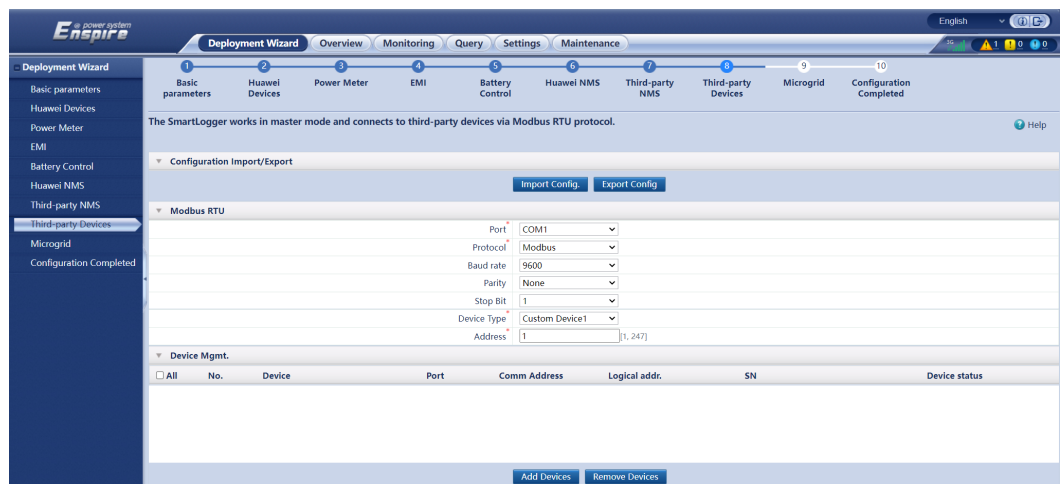 e power system
Enspire
English
Deployment Wizard Overview Monitoring Query Settings Maintenance
3G 1 0 0
Deployment Wizard
Basic parameters
Huawei Devices
Power Meter
EMI
Battery Control
Huawei NMS
Third-party NMS
Third-party Devices
Microgrid
Configuration Completed
1 2 3 4 5 6 7 8 9 10
Basic parameters Huawei Devices Power Meter EMI Battery Control Huawei NMS Third-party NMS Third-party Devices Microgrid Configuration Completed
The SmartLogger works in master mode and connects to third-party devices via Modbus RTU protocol.
Help
Configuration Import/Export
Import Config. Export Config
Modbus RTU
Port* COM1
Protocol* Modbus
Baud rate 9600
Parity None
Stop Bit 1
Device Type* Custom Device1
Address* 1 [1, 247]
Device Mgmt.
All No. Device Port Comm Address Logical addr. SN Device status
Add Devices Remove Devices